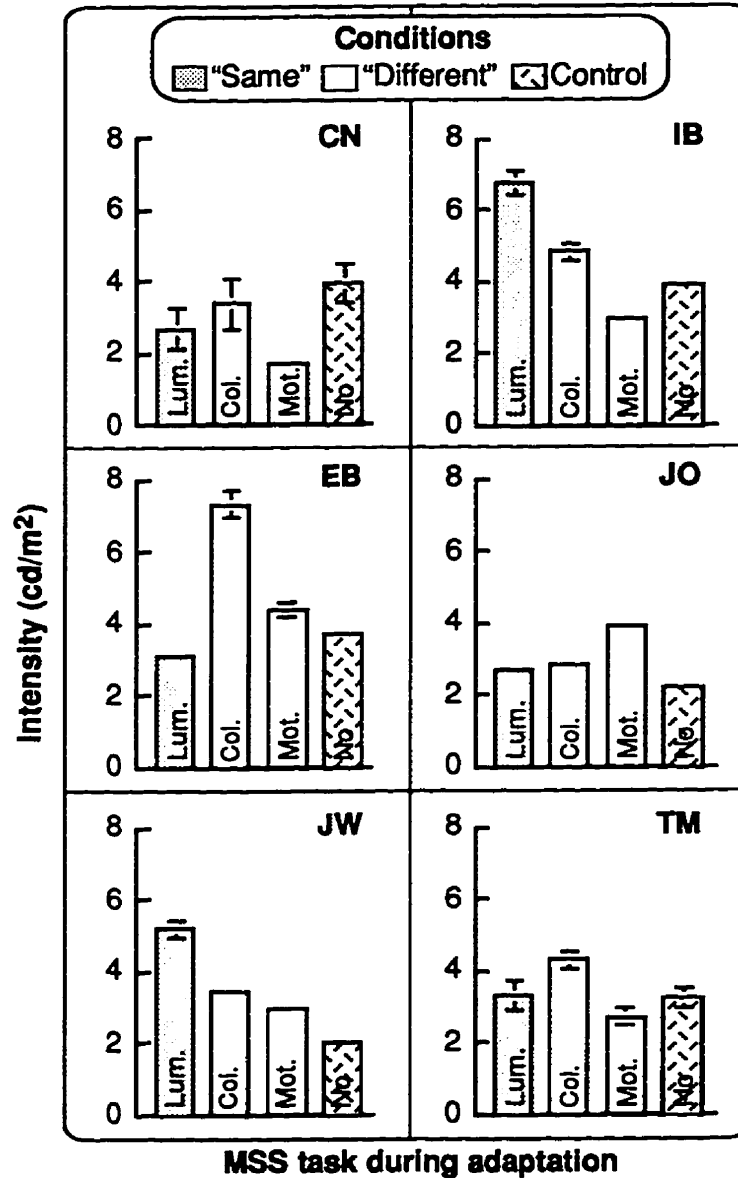 Conditions
"Same" "Different" Control
CN
8
6
4
2
0
Lum. Col. Mot. No
IB
8
6
4
2
0
Lum. Col. Mot. No
EB
8
6
4
2
0
Lum. Col. Mot. No
JO
8
6
4
2
0
Lum. Col. Mot. No
JW
8
6
4
2
0
Lum. Col. Mot. No
TM
8
6
4
2
0
Lum. Col. Mot. No
Intensity (cd/m²)
MSS task during adaptation